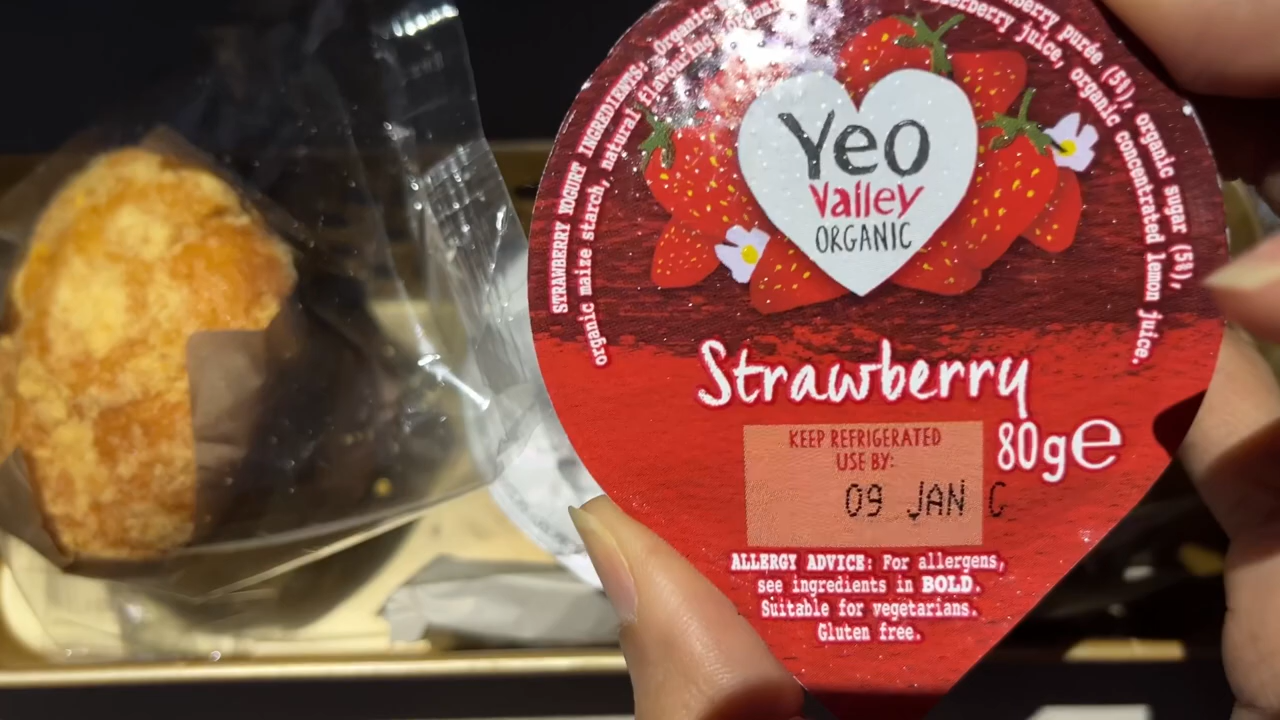 STRAWBERRY YOGURT INGREDIENTS: Organic
purée (5%), organic sugar (5%),
organic maize starch, natural flavouring, Organic
juice, organic concentrated lemon juice.
Yeo
Valley
ORGANIC
Strawberry
80g e
KEEP REFRIGERATED
USE BY:
09 JAN C
ALLERGY ADVICE: For allergens,
see ingredients in BOLD.
Suitable for vegetarians.
Gluten free.